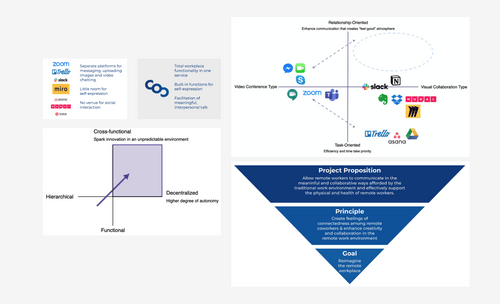 zoom
Trello
slack
miro
asana
Separate platforms for
messaging, uploading
images and video
chatting
Little room for
self-expression
No venue for social
interaction
Total workplace
functionality in one
service
Built-in functions for
self-expression
Facilitation of
meaningful,
interpersonal talk
Cross-functional
Spark innovation in an unpredictable environment
Hierarchical
Decentralized
Higher degree of autonomy
Functional
Relationship-Oriented
Enhance communication that creates "feel good" atmosphere
Video Conference Type
Visual Collaboration Type
slack
zoom
Trello
asana
Task-Oriented
Efficiency and time take priority
Project Proposition
Allow remote workers to communicate in the
meaningful and collaborative ways afforded by the
traditional work environment and effectively support
the physical and health of remote workers.
Principle
Create feelings of
connectedness among remote
coworkers & enhance creativity
and collaboration in the
remote work environment
Goal
Reimagine
the remote
workplace